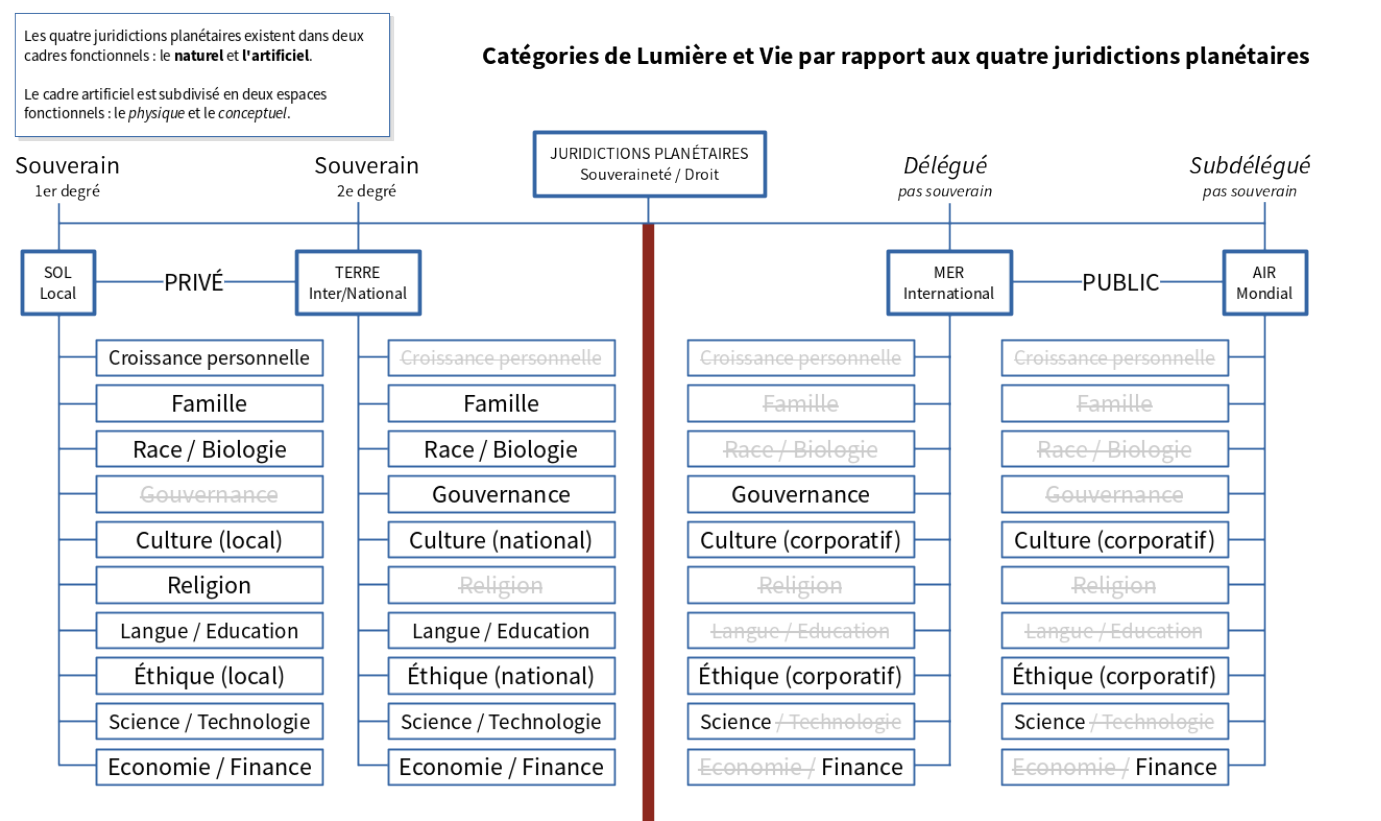 Les quatre juridictions planétaires existent dans deux
cadres fonctionnels : le naturel et l'artificiel.
Le cadre artificiel est subdivisé en deux espaces
fonctionnels : le physique et le conceptuel.
Catégories de Lumière et Vie par rapport aux quatre juridictions planétaires
JURIDICTIONS PLANÉTAIRES
Souveraineté / Droit
Souverain
1er degré
Souverain
2e degré
Délégué
pas souverain
Subdélégué
pas souverain
SOL
Local
PRIVÉ
TERRE
Inter/National
MER
International
PUBLIC
AIR
Mondial
Croissance personnelle
Famille
Race / Biologie
Gouvernance
Culture (local)
Religion
Langue / Education
Éthique (local)
Science / Technologie
Economie / Finance
Croissance personnelle
Famille
Race / Biologie
Gouvernance
Culture (national)
Religion
Langue / Education
Éthique (national)
Science / Technologie
Economie / Finance
Croissance personnelle
Famille
Race / Biologie
Gouvernance
Culture (corporatif)
Religion
Langue / Education
Éthique (corporatif)
Science / Technologie
Economie / Finance
Croissance personnelle
Famille
Race / Biologie
Gouvernance
Culture (corporatif)
Religion
Langue / Education
Éthique (corporatif)
Science / Technologie
Economie / Finance